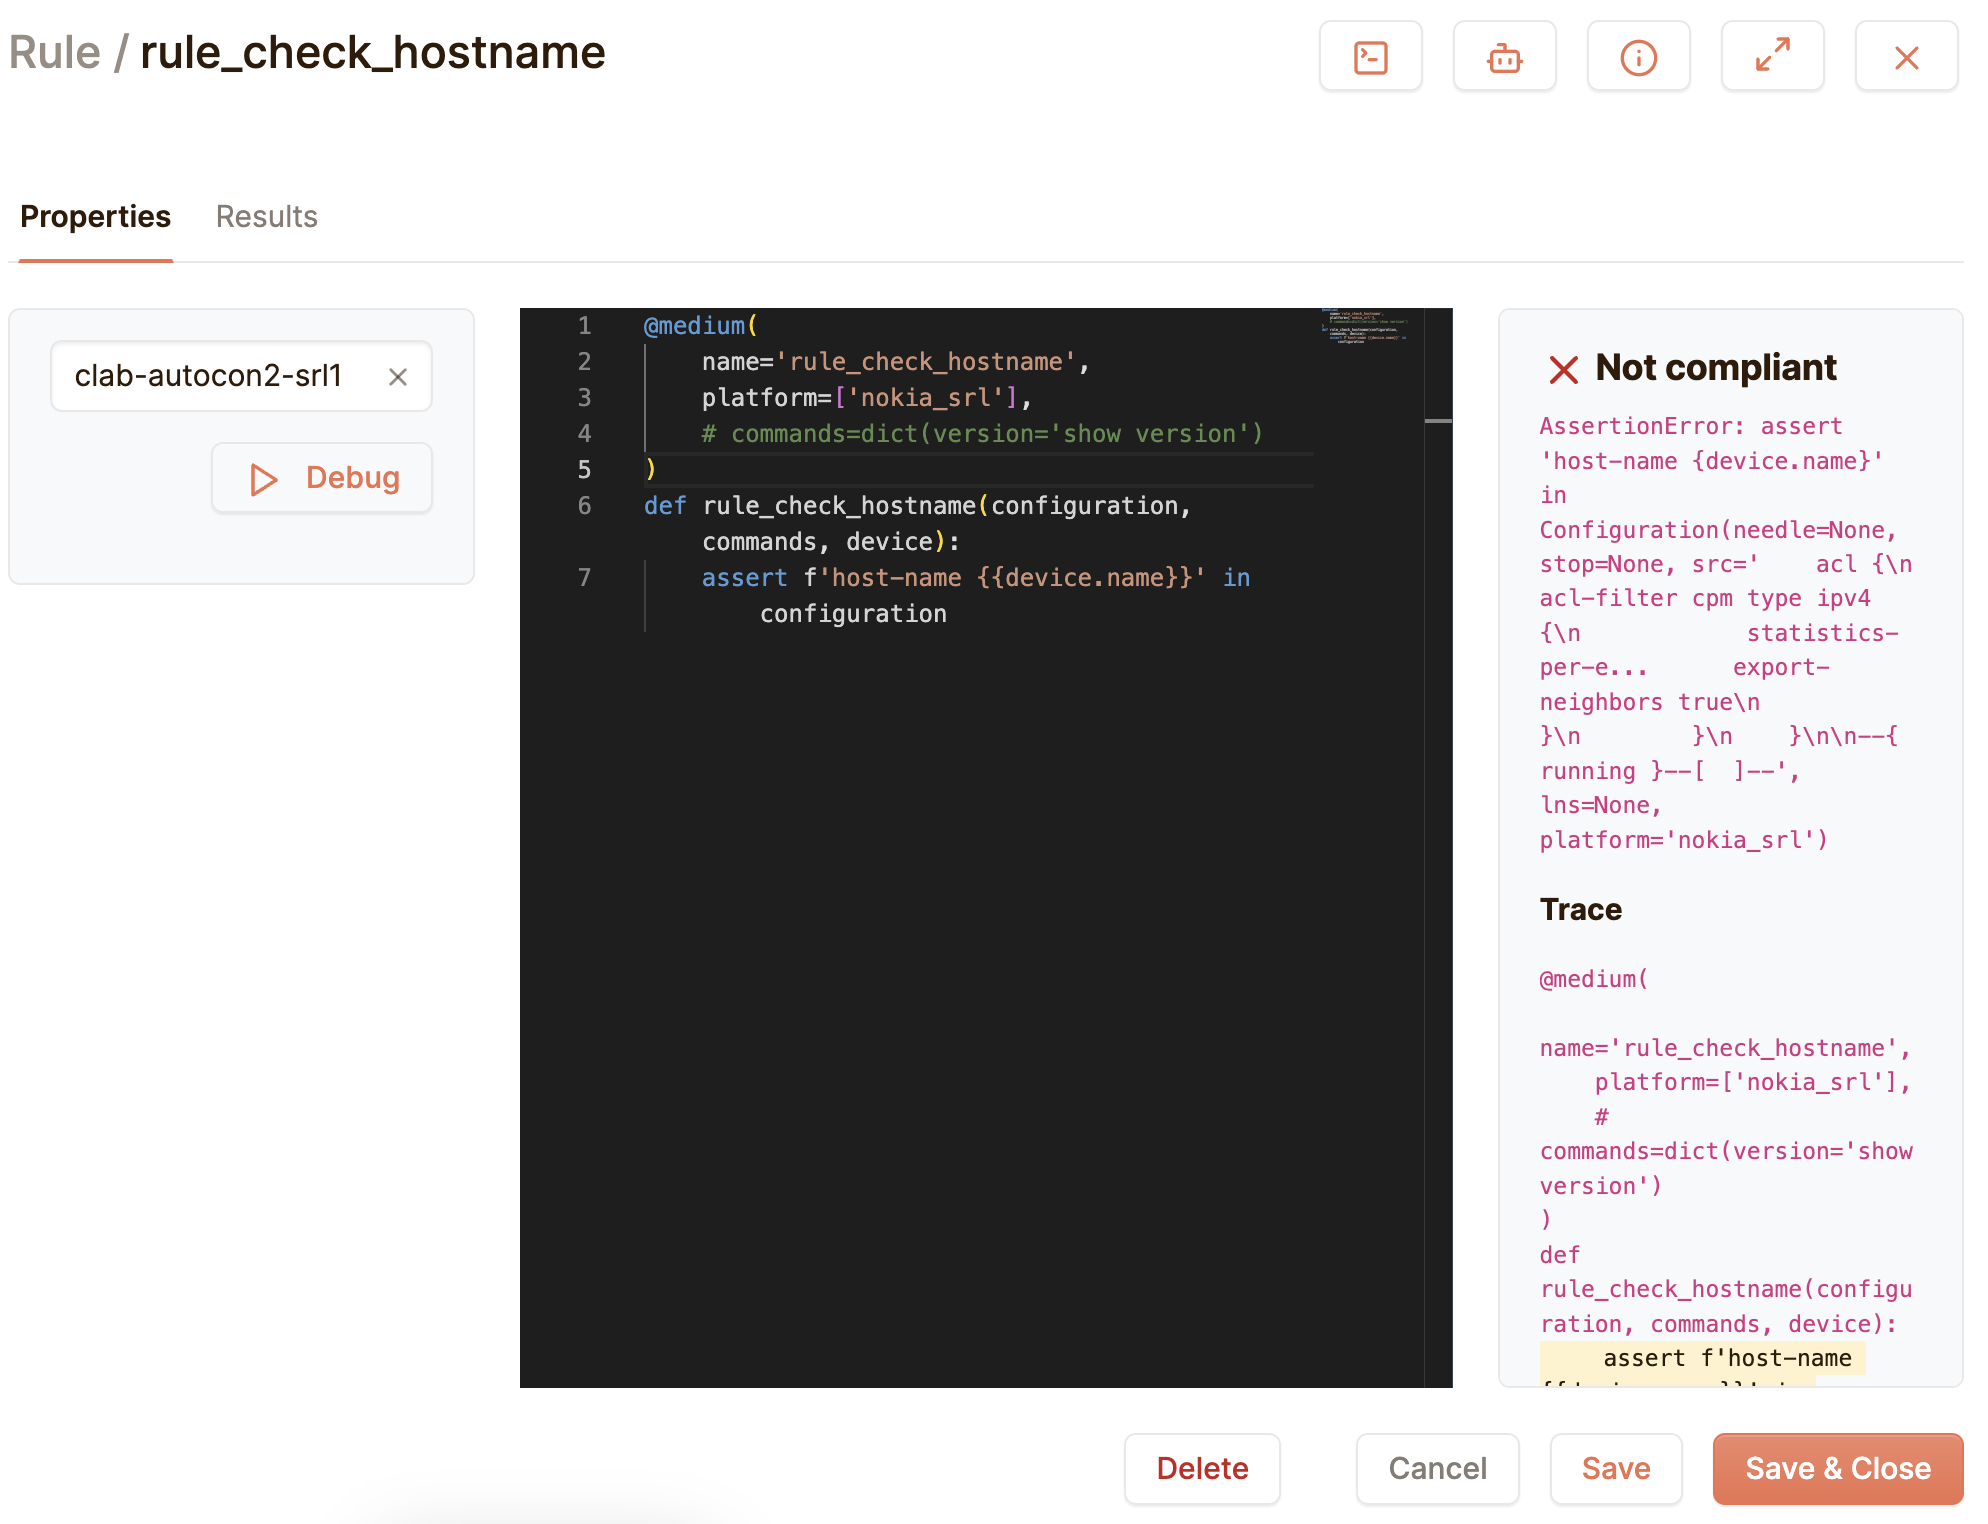 Rule / rule_check_hostname
Properties
Results
clab-autocon2-srl1
Debug
1 @medium(
2     name='rule_check_hostname',
3     platform=['nokia_srl'],
4     # commands=dict(version='show version')
5 )
6 def rule_check_hostname(configuration,
    commands, device):
7     assert f'host-name {{device.name}}' in
        configuration
Not compliant
AssertionError: assert
'host-name {device.name}'
in
Configuration(needle=None,
stop=None, src='    acl {\n
acl-filter cpm type ipv4
{\n            statistics-
per-e...      export-
neighbors true\n
}\n        }\n    }\n\n--{
running }--[  ]--',
lns=None,
platform='nokia_srl')
Trace
@medium(
name='rule_check_hostname',
    platform=['nokia_srl'],
    #
commands=dict(version='show
version')
)
def
rule_check_hostname(configu
ration, commands, device):
    assert f'host-name
Delete
Cancel
Save
Save & Close